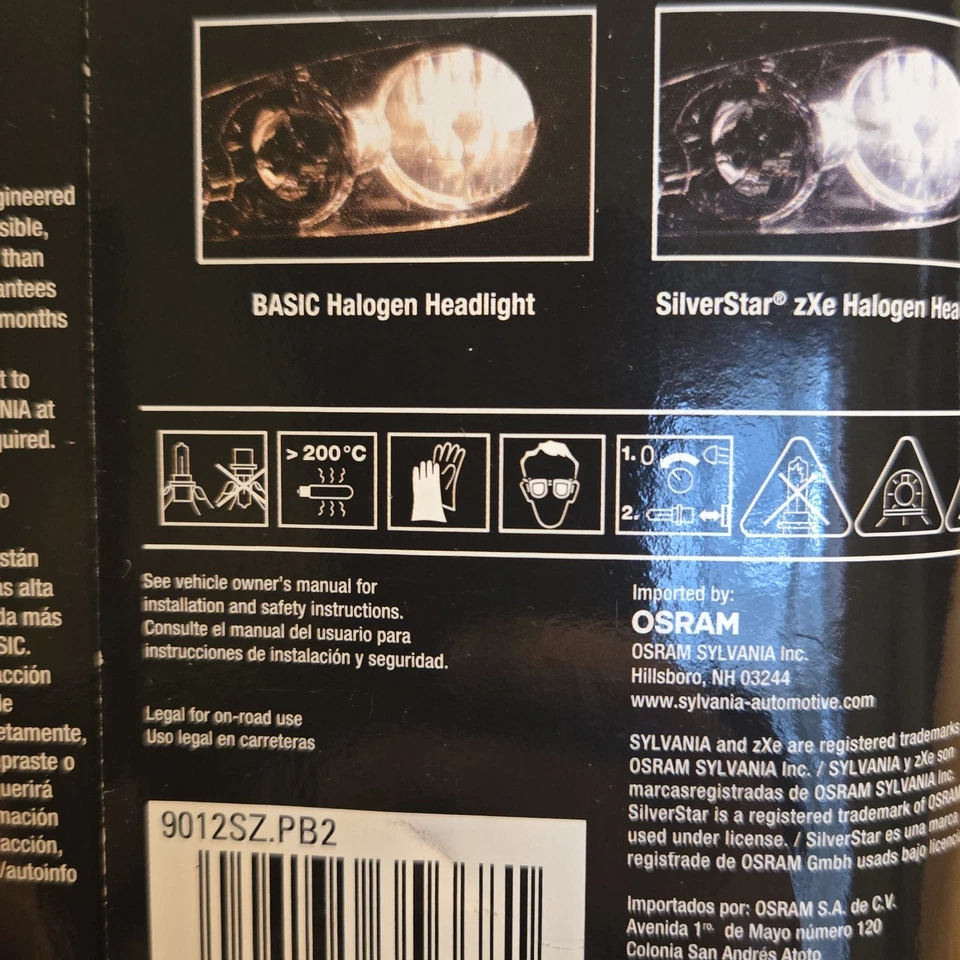 gineered
sible,
than
antees
months
t to
NIA at
quired.
o
stán
ás alta
da más
SIC.
acción
le
etamente,
praste o
uerirá
mación
acción,
/autoinfo
BASIC Halogen Headlight
SilverStar® zXe Halogen Hea
> 200°C
1. 0
2.
See vehicle owner's manual for
installation and safety instructions.
Consulte el manual del usuario para
instrucciones de instalación y seguridad.
Legal for on-road use
Uso legal en carreteras
9012SZ.PB2
Imported by:
OSRAM
OSRAM SYLVANIA Inc.
Hillsboro, NH 03244
www.sylvania-automotive.com
SYLVANIA and zXe are registered trademarks
OSRAM SYLVANIA Inc. / SYLVANIA y zXe son
marcasregistradas de OSRAM SYLVANIA Inc.
SilverStar is a registered trademark of OSRAM
used under license. / SilverStar es una marca
regisfrade de OSRAM Gmbh usads bajo licenci
Importados por: OSRAM S.A. de C.V.
Avenida 1ro. de Mayo número 120
Colonia San Andrés Atoto